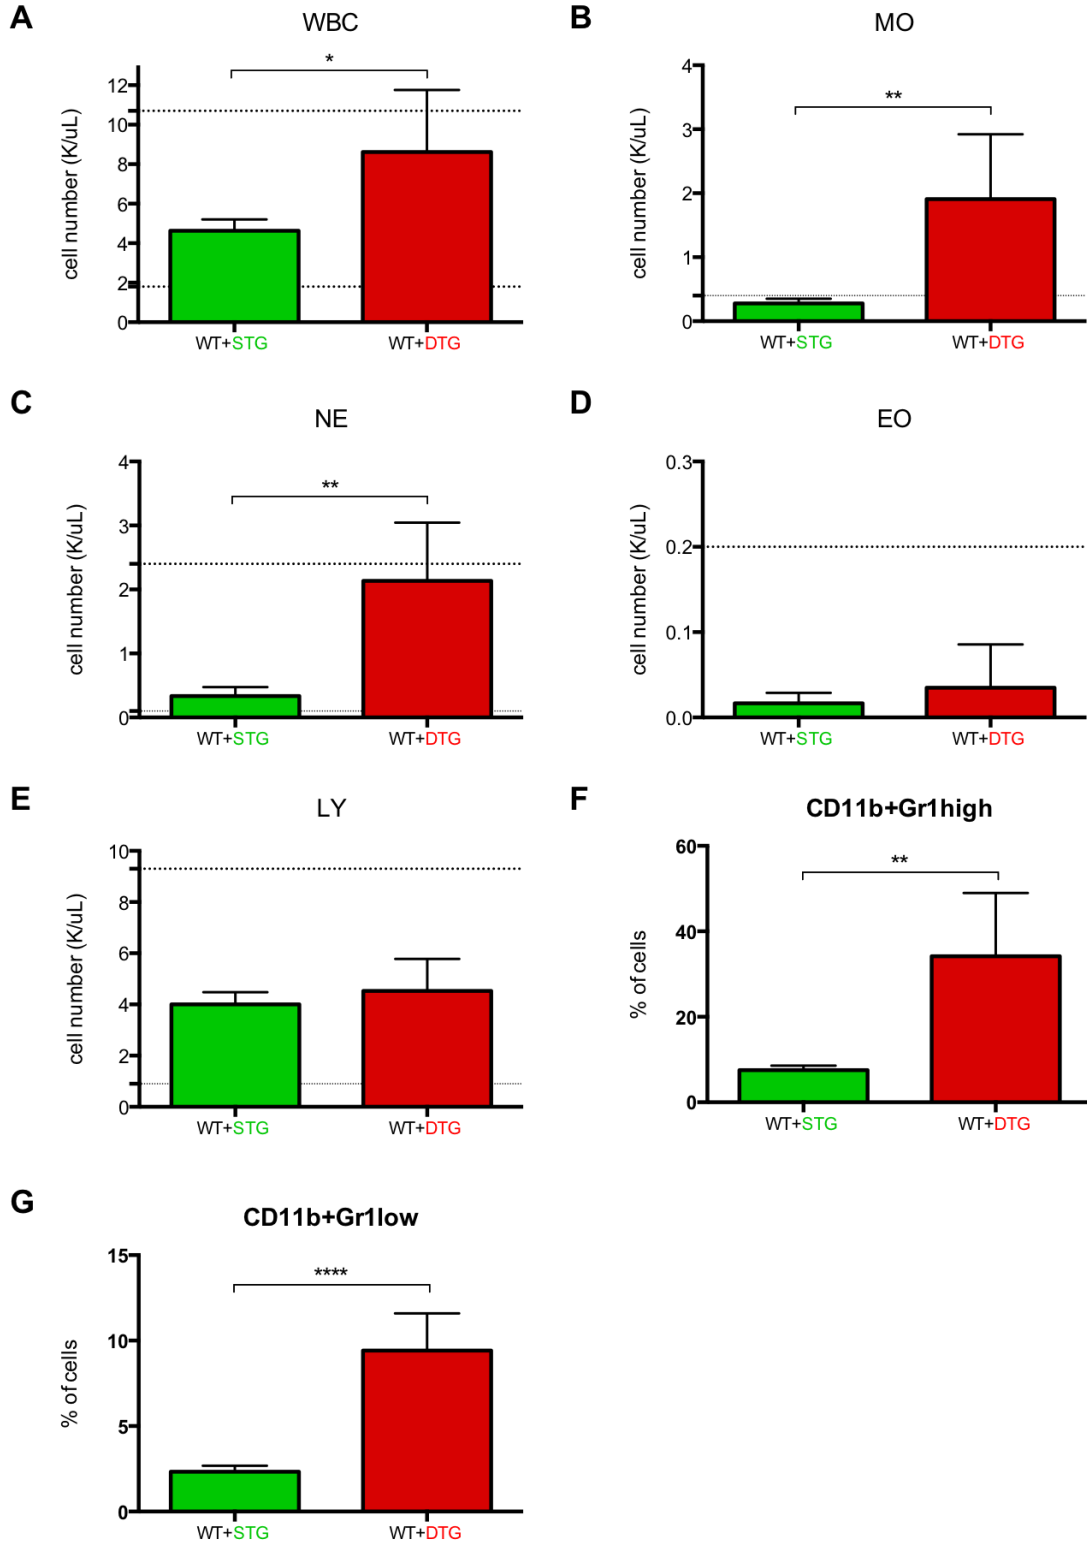 A
WBC
*
cell number (K/uL)
12
10
8
6
4
2
0
WT+STG
WT+DTG
B
MO
**
cell number (K/uL)
4
3
2
1
0
WT+STG
WT+DTG
C
NE
**
cell number (K/uL)
4
3
2
1
0
WT+STG
WT+DTG
D
EO
cell number (K/uL)
0.3
0.2
0.1
0.0
WT+STG
WT+DTG
E
LY
cell number (K/uL)
10
8
6
4
2
0
WT+STG
WT+DTG
F
CD11b+Gr1high
**
% of cells
60
40
20
0
WT+STG
WT+DTG
G
CD11b+Gr1low
****
% of cells
15
10
5
0
WT+STG
WT+DTG